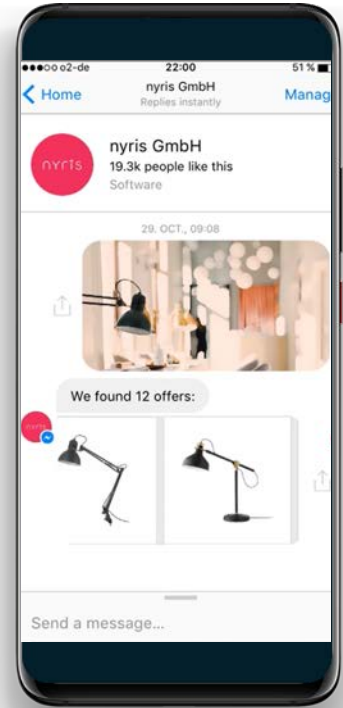 ●●●○○ o2-de 22:00 51 %
Home nyris GmbH Manag
Replies instantly
nyris
nyris GmbH
19.3k people like this
Software
29. OCT., 09:08
We found 12 offers:
nyris
Send a message...